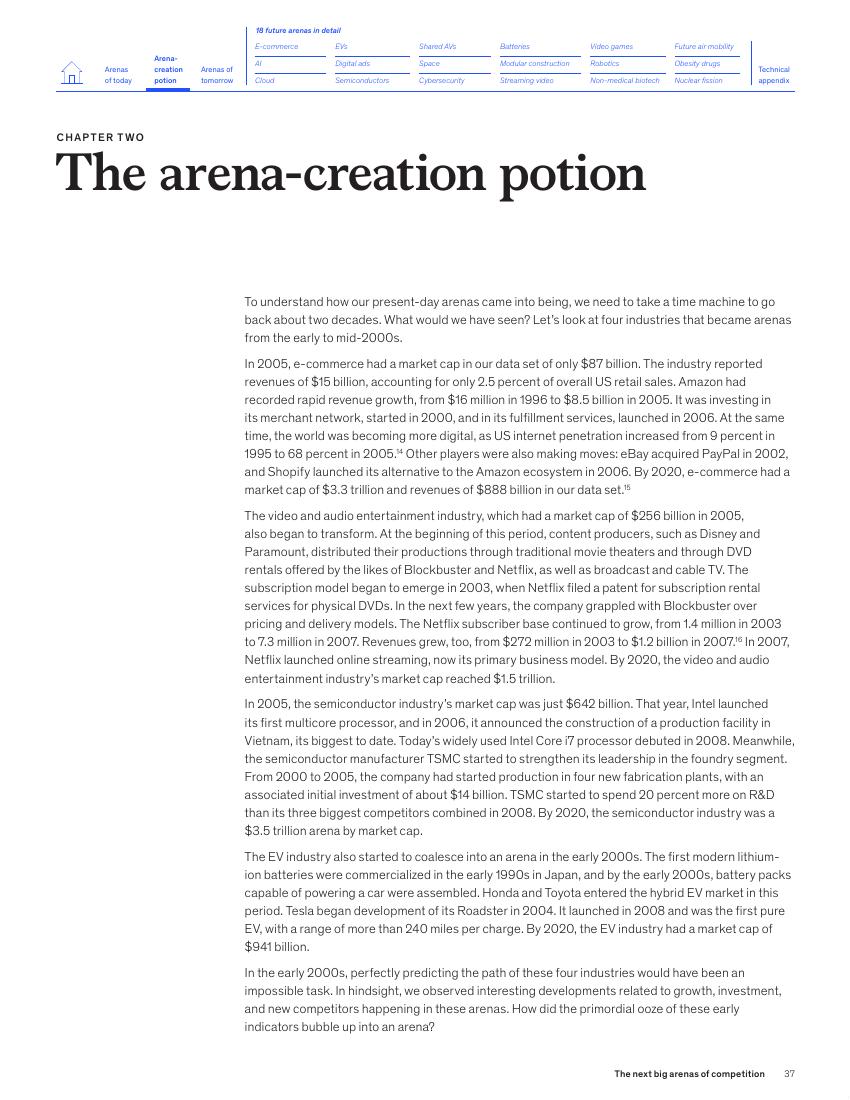 18 future arenas in detail
Arenas
of today
Arena-
creation
potion
Arenas of
tomorrow
E-commerce
EVs
Shared AVs
Batteries
Video games
Future air mobility
AI
Digital ads
Space
Modular construction
Robotics
Obesity drugs
Cloud
Semiconductors
Cybersecurity
Streaming video
Non-medical biotech
Nuclear fission
Technical
appendix
CHAPTER TWO
The arena-creation potion
To understand how our present-day arenas came into being, we need to take a time machine to go
back about two decades. What would we have seen? Let’s look at four industries that became arenas
from the early to mid-2000s.
In 2005, e-commerce had a market cap in our data set of only $87 billion. The industry reported
revenues of $15 billion, accounting for only 2.5 percent of overall US retail sales. Amazon had
recorded rapid revenue growth, from $16 million in 1996 to $8.5 billion in 2005. It was investing in
its merchant network, started in 2000, and in its fulfillment services, launched in 2006. At the same
time, the world was becoming more digital, as US internet penetration increased from 9 percent in
1995 to 68 percent in 2005.¹⁴ Other players were also making moves: eBay acquired PayPal in 2002,
and Shopify launched its alternative to the Amazon ecosystem in 2006. By 2020, e-commerce had a
market cap of $3.3 trillion and revenues of $888 billion in our data set.¹⁵
The video and audio entertainment industry, which had a market cap of $256 billion in 2005,
also began to transform. At the beginning of this period, content producers, such as Disney and
Paramount, distributed their productions through traditional movie theaters and through DVD
rentals offered by the likes of Blockbuster and Netflix, as well as broadcast and cable TV. The
subscription model began to emerge in 2003, when Netflix filed a patent for subscription rental
services for physical DVDs. In the next few years, the company grappled with Blockbuster over
pricing and delivery models. The Netflix subscriber base continued to grow, from 1.4 million in 2003
to 7.3 million in 2007. Revenues grew, too, from $272 million in 2003 to $1.2 billion in 2007.¹⁶ In 2007,
Netflix launched online streaming, now its primary business model. By 2020, the video and audio
entertainment industry’s market cap reached $1.5 trillion.
In 2005, the semiconductor industry’s market cap was just $642 billion. That year, Intel launched
its first multicore processor, and in 2006, it announced the construction of a production facility in
Vietnam, its biggest to date. Today’s widely used Intel Core i7 processor debuted in 2008. Meanwhile,
the semiconductor manufacturer TSMC started to strengthen its leadership in the foundry segment.
From 2000 to 2005, the company had started production in four new fabrication plants, with an
associated initial investment of about $14 billion. TSMC started to spend 20 percent more on R&D
than its three biggest competitors combined in 2008. By 2020, the semiconductor industry was a
$3.5 trillion arena by market cap.
The EV industry also started to coalesce into an arena in the early 2000s. The first modern lithium-
ion batteries were commercialized in the early 1990s in Japan, and by the early 2000s, battery packs
capable of powering a car were assembled. Honda and Toyota entered the hybrid EV market in this
period. Tesla began development of its Roadster in 2004. It launched in 2008 and was the first pure
EV, with a range of more than 240 miles per charge. By 2020, the EV industry had a market cap of
$941 billion.
In the early 2000s, perfectly predicting the path of these four industries would have been an
impossible task. In hindsight, we observed interesting developments related to growth, investment,
and new competitors happening in these arenas. How did the primordial ooze of these early
indicators bubble up into an arena?
The next big arenas of competition 37